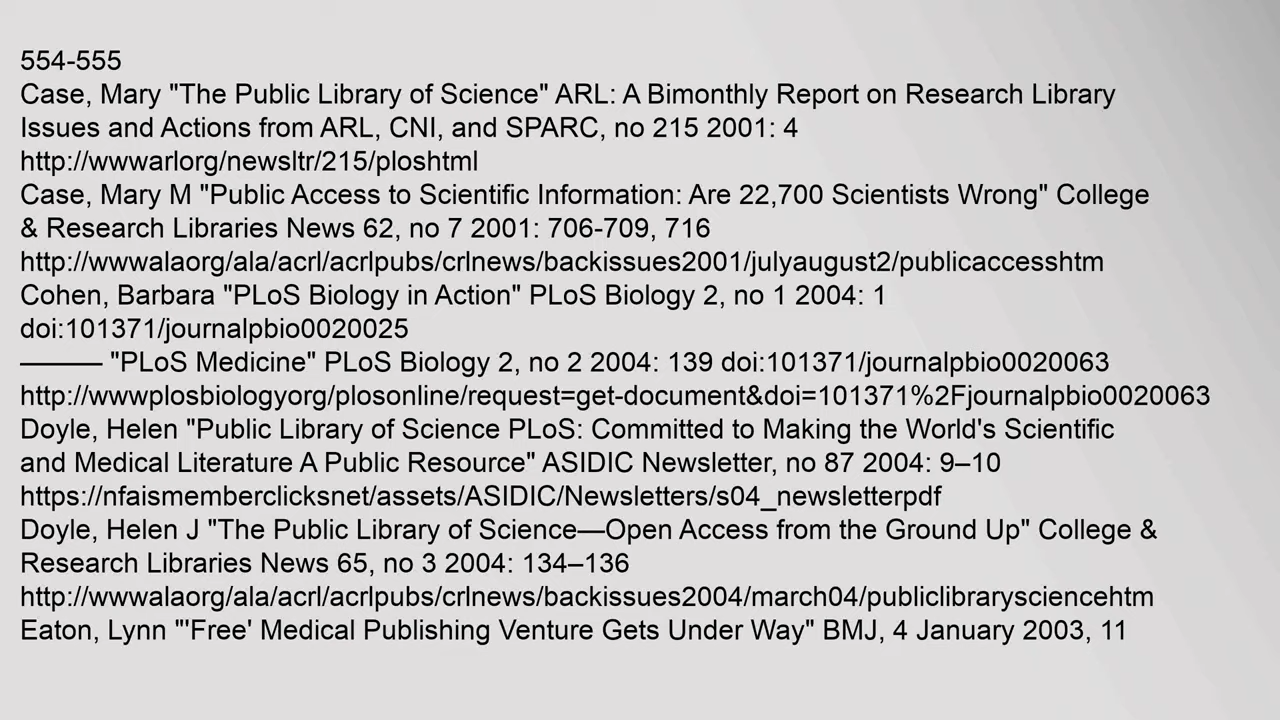 554-555
Case, Mary "The Public Library of Science" ARL: A Bimonthly Report on Research Library
Issues and Actions from ARL, CNI, and SPARC, no 215 2001: 4
http://wwwarlorg/newsltr/215/ploshtml
Case, Mary M "Public Access to Scientific Information: Are 22,700 Scientists Wrong" College
& Research Libraries News 62, no 7 2001: 706-709, 716
http://wwwalaorg/ala/acrl/acrlpubs/crlnews/backissues2001/julyaugust2/publicaccesshtm
Cohen, Barbara "PLoS Biology in Action" PLoS Biology 2, no 1 2004: 1
doi:101371/journalpbio0020025
——— "PLoS Medicine" PLoS Biology 2, no 2 2004: 139 doi:101371/journalpbio0020063
http://wwwplosbiologyorg/plosonline/request=get-document&doi=101371%2Fjournalpbio0020063
Doyle, Helen "Public Library of Science PLoS: Committed to Making the World's Scientific
and Medical Literature A Public Resource" ASIDIC Newsletter, no 87 2004: 9–10
https://nfaismemberclicksnet/assets/ASIDIC/Newsletters/s04_newsletterpdf
Doyle, Helen J "The Public Library of Science—Open Access from the Ground Up" College &
Research Libraries News 65, no 3 2004: 134–136
http://wwwalaorg/ala/acrl/acrlpubs/crlnews/backissues2004/march04/publiclibrarysciencehtm
Eaton, Lynn "'Free' Medical Publishing Venture Gets Under Way" BMJ, 4 January 2003, 11